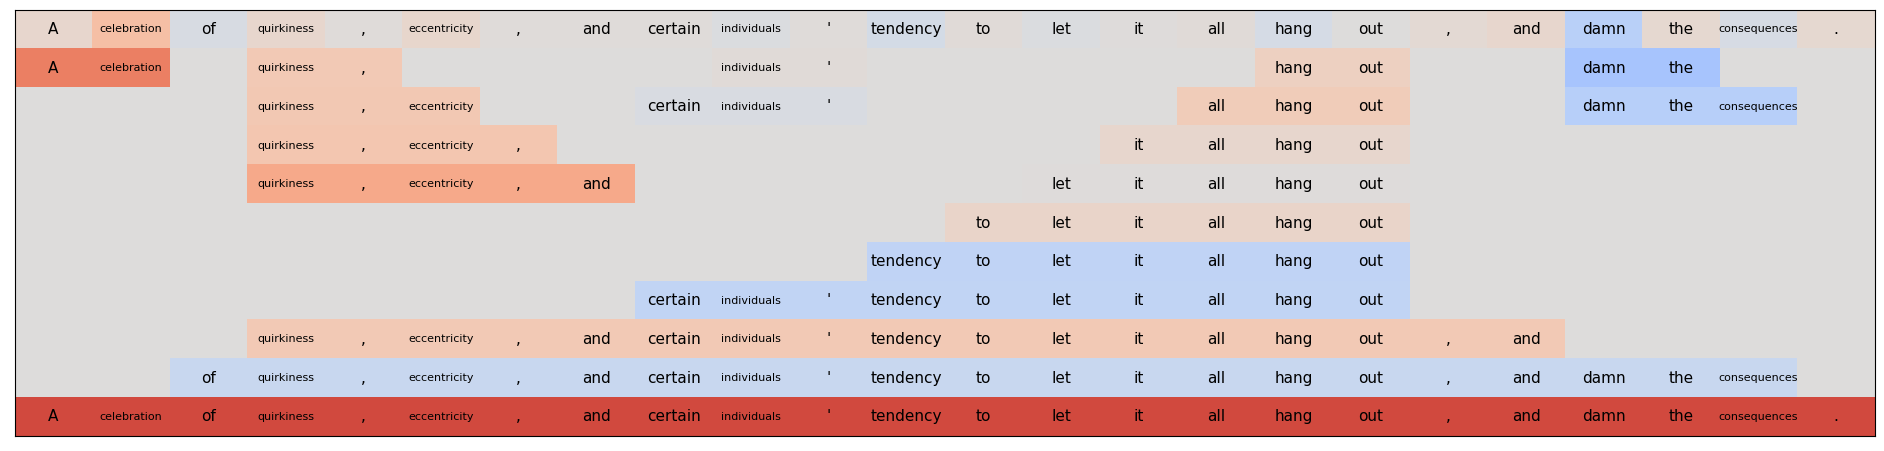 A celebration of quirkiness , eccentricity , and certain individuals ' tendency to let it all hang out , and damn the consequences .
A celebration quirkiness , individuals ' hang out damn the
quirkiness , eccentricity certain individuals ' all hang out damn the consequences
quirkiness , eccentricity , it all hang out
quirkiness , eccentricity , and let it all hang out
to let it all hang out
tendency to let it all hang out
certain individuals ' tendency to let it all hang out
quirkiness , eccentricity , and certain individuals ' tendency to let it all hang out , and
of quirkiness , eccentricity , and certain individuals ' tendency to let it all hang out , and damn the consequences
A celebration of quirkiness , eccentricity , and certain individuals ' tendency to let it all hang out , and damn the consequences .